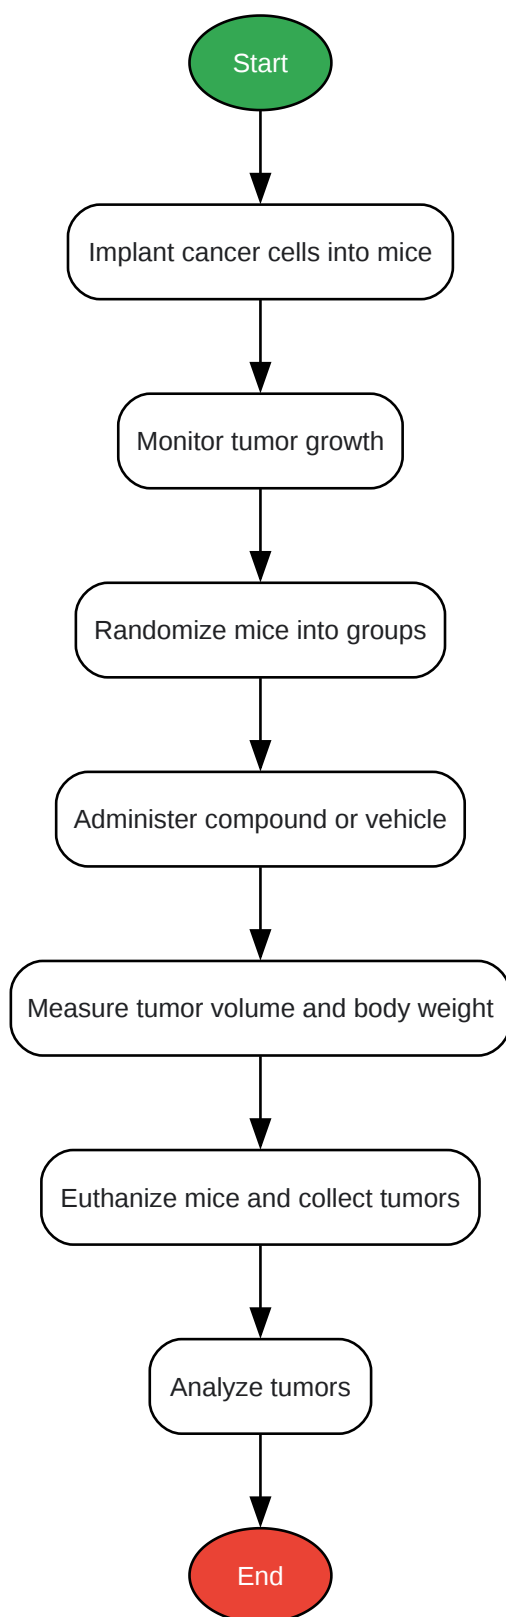 Start
Implant cancer cells into mice
Monitor tumor growth
Randomize mice into groups
Administer compound or vehicle
Measure tumor volume and body weight
Euthanize mice and collect tumors
Analyze tumors
End